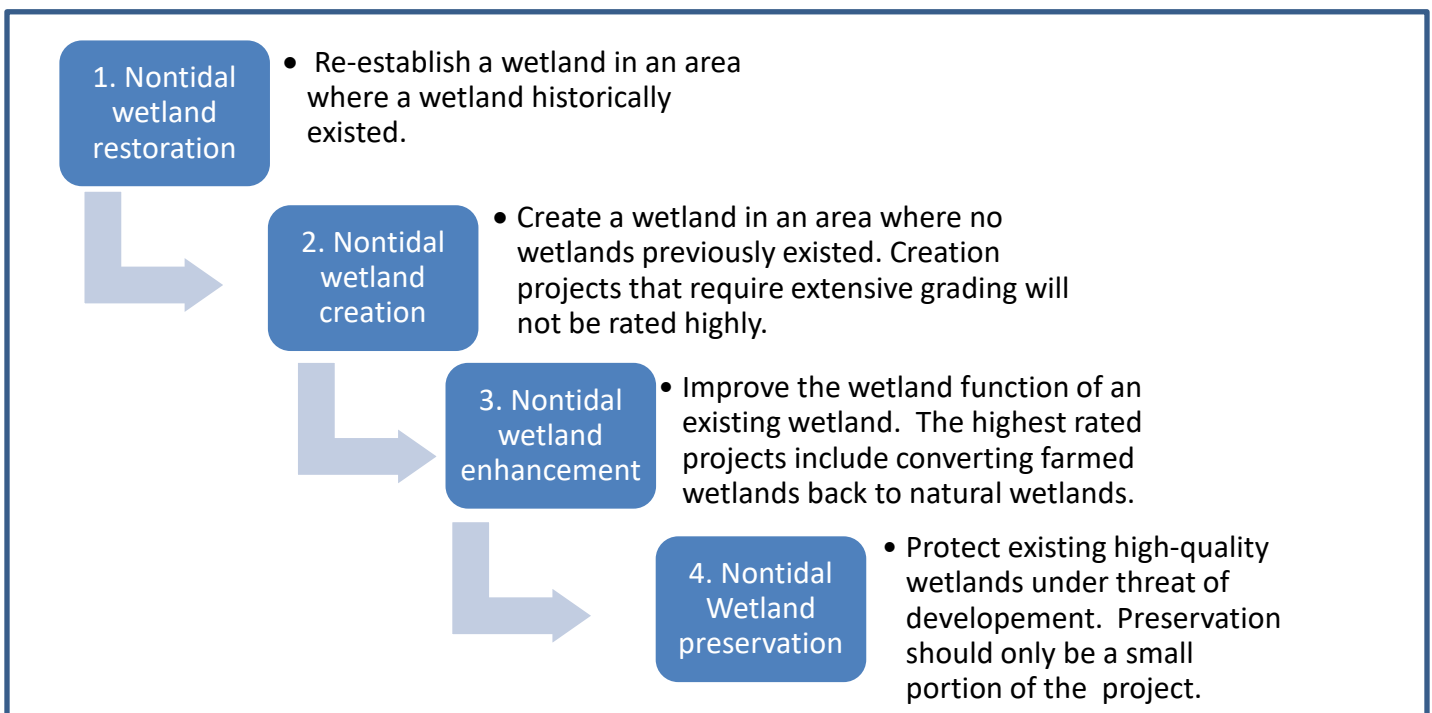 1. Nontidal
wetland
restoration
• Re-establish a wetland in an area
where a wetland historically
existed.
2. Nontidal
wetland
creation
• Create a wetland in an area where no
wetlands previously existed. Creation
projects that require extensive grading will
not be rated highly.
3. Nontidal
wetland
enhancement
• Improve the wetland function of an
existing wetland.  The highest rated
projects include converting farmed
wetlands back to natural wetlands.
4. Nontidal
Wetland
preservation
• Protect existing high-quality
wetlands under threat of
developement.  Preservation
should only be a small
portion of the  project.